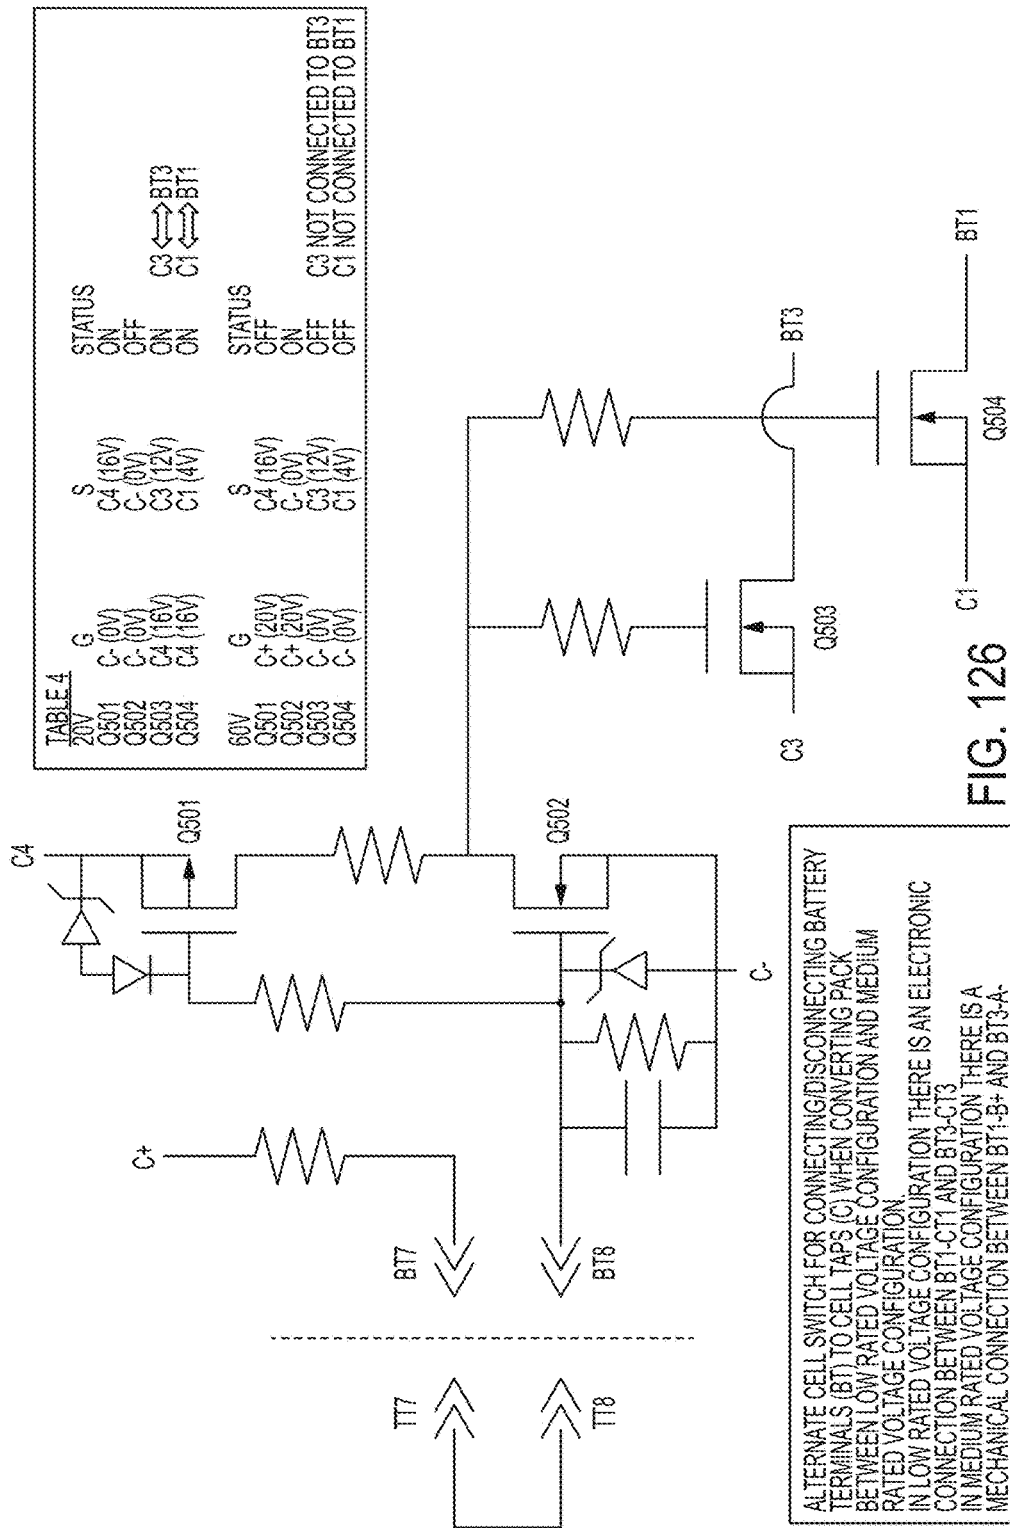 TABLE 4
20V G S STATUS
Q501 C- (0V) C4 (16V) ON
Q502 C- (0V) C- (0V) OFF
Q503 C4 (16V) C3 (12V) ON C3 ⇔ BT3
Q504 C4 (16V) C1 (4V) ON C1 ⇔ BT1
60V G S STATUS
Q501 C+ (20V) C4 (16V) OFF
Q502 C+ (20V) C- (0V) ON
Q503 C- (0V) C3 (12V) OFF C3 NOT CONNECTED TO BT3
Q504 C- (0V) C1 (4V) OFF C1 NOT CONNECTED TO BT1
C4
Q501
C+
TT7
BT7
TT8
BT8
Q502
C-
BT3
Q503
C3
BT1
Q504
C1
ALTERNATE CELL SWITCH FOR CONNECTING/DISCONNECTING BATTERY
TERMINALS (BT) TO CELL TAPS (C) WHEN CONVERTING PACK
BETWEEN LOW RATED VOLTAGE CONFIGURATION AND MEDIUM
RATED VOLTAGE CONFIGURATION.
IN LOW RATED VOLTAGE CONFIGURATION THERE IS AN ELECTRONIC
CONNECTION BETWEEN BT1-CT1 AND BT3-CT3
IN MEDIUM RATED VOLTAGE CONFIGURATION THERE IS A
MECHANICAL CONNECTION BETWEEN BT1-B+ AND BT3-A-
FIG. 126